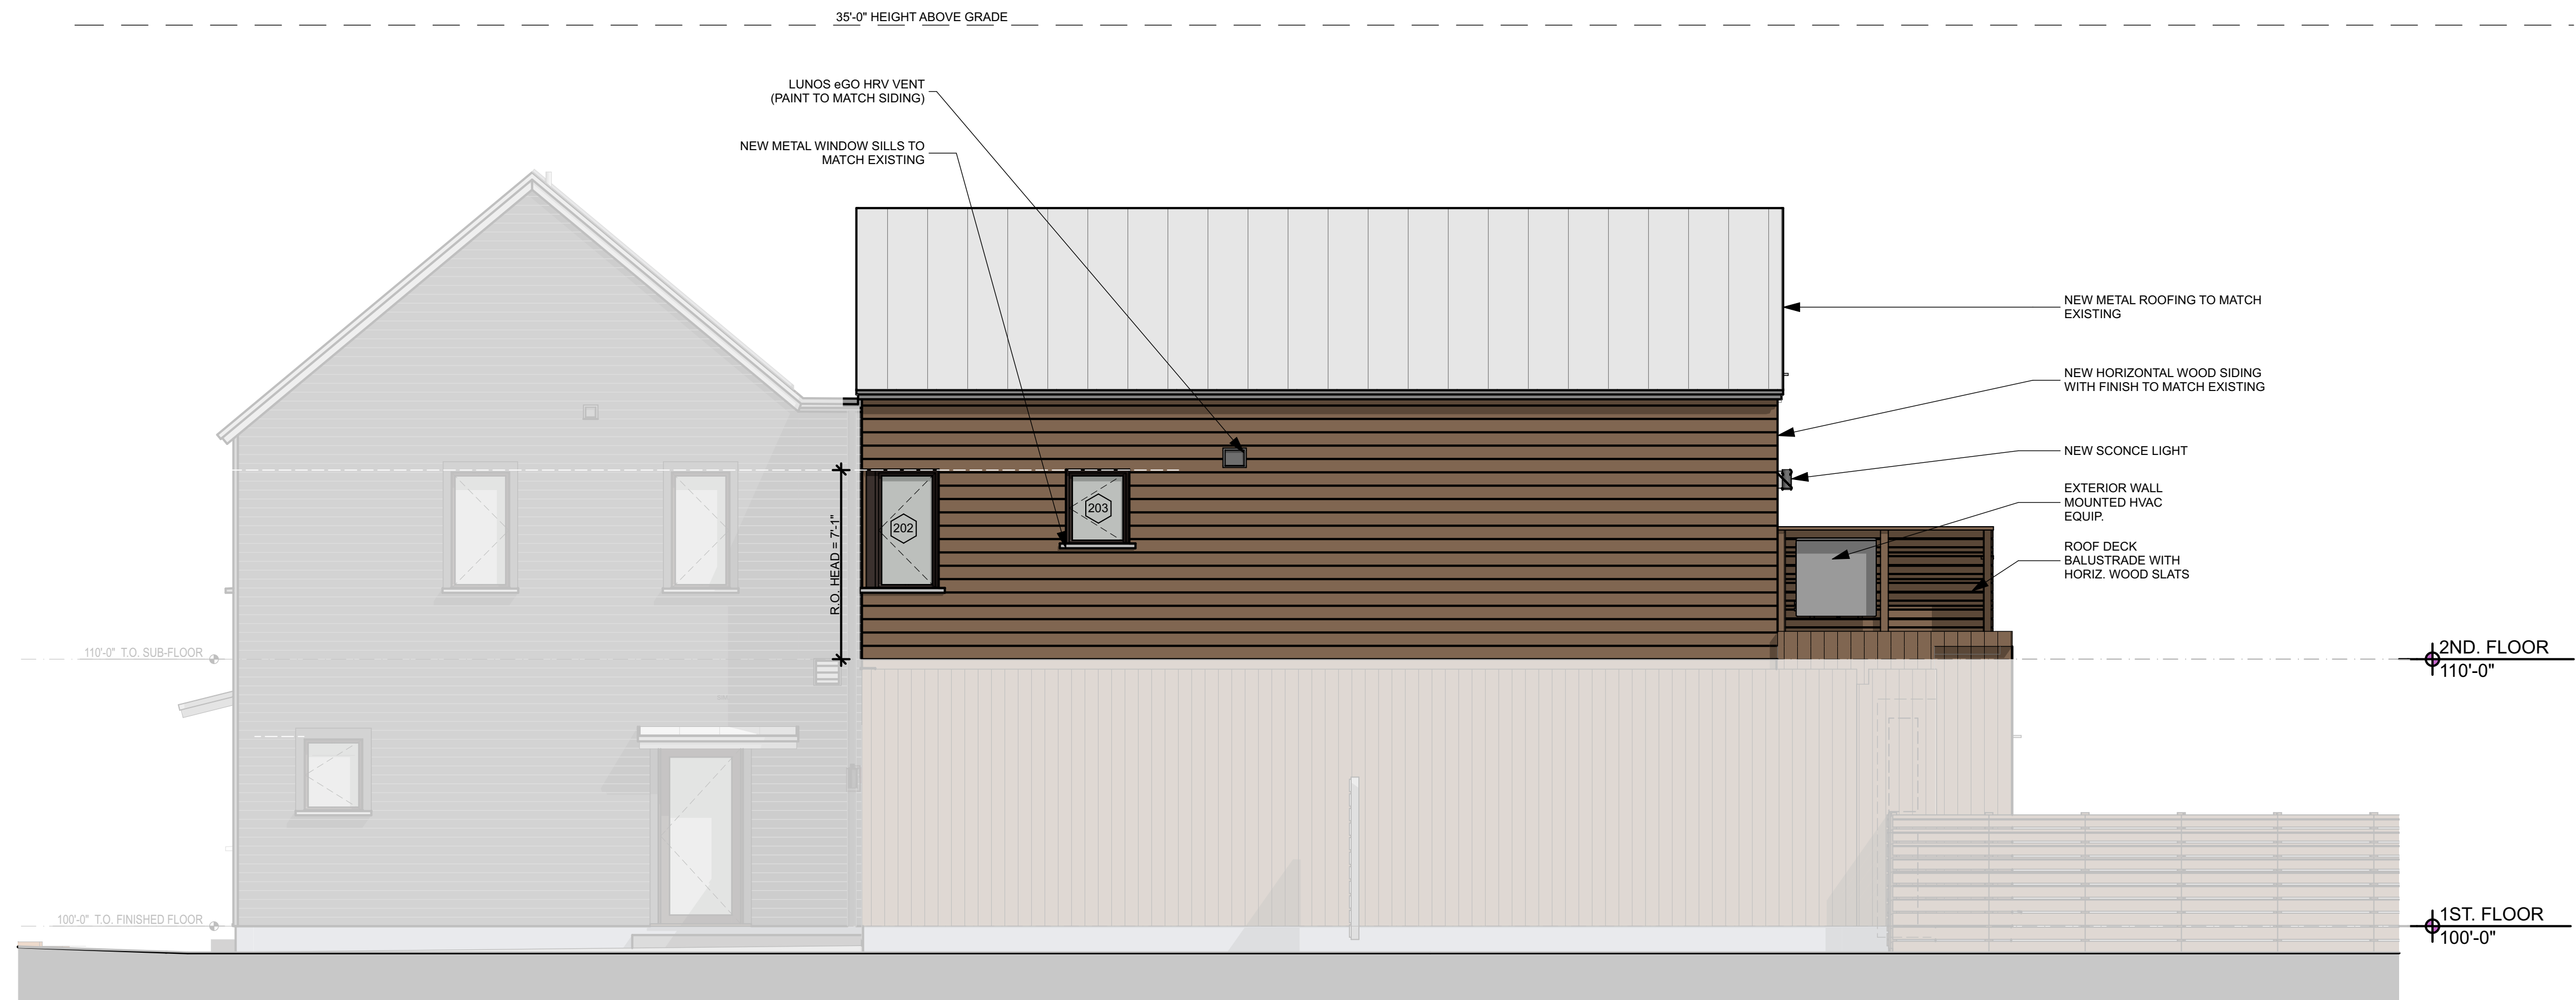 35'-0" HEIGHT ABOVE GRADE
LUNOS eGO HRV VENT
(PAINT TO MATCH SIDING)
NEW METAL WINDOW SILLS TO
MATCH EXISTING
NEW METAL ROOFING TO MATCH
EXISTING
NEW HORIZONTAL WOOD SIDING
WITH FINISH TO MATCH EXISTING
NEW SCONCE LIGHT
EXTERIOR WALL
MOUNTED HVAC
EQUIP.
ROOF DECK
BALUSTRADE WITH
HORIZ. WOOD SLATS
202
203
R.O. HEAD = 7'-1"
110'-0" T.O. SUB-FLOOR
2ND. FLOOR
110'-0"
100'-0" T.O. FINISHED FLOOR
1ST. FLOOR
100'-0"